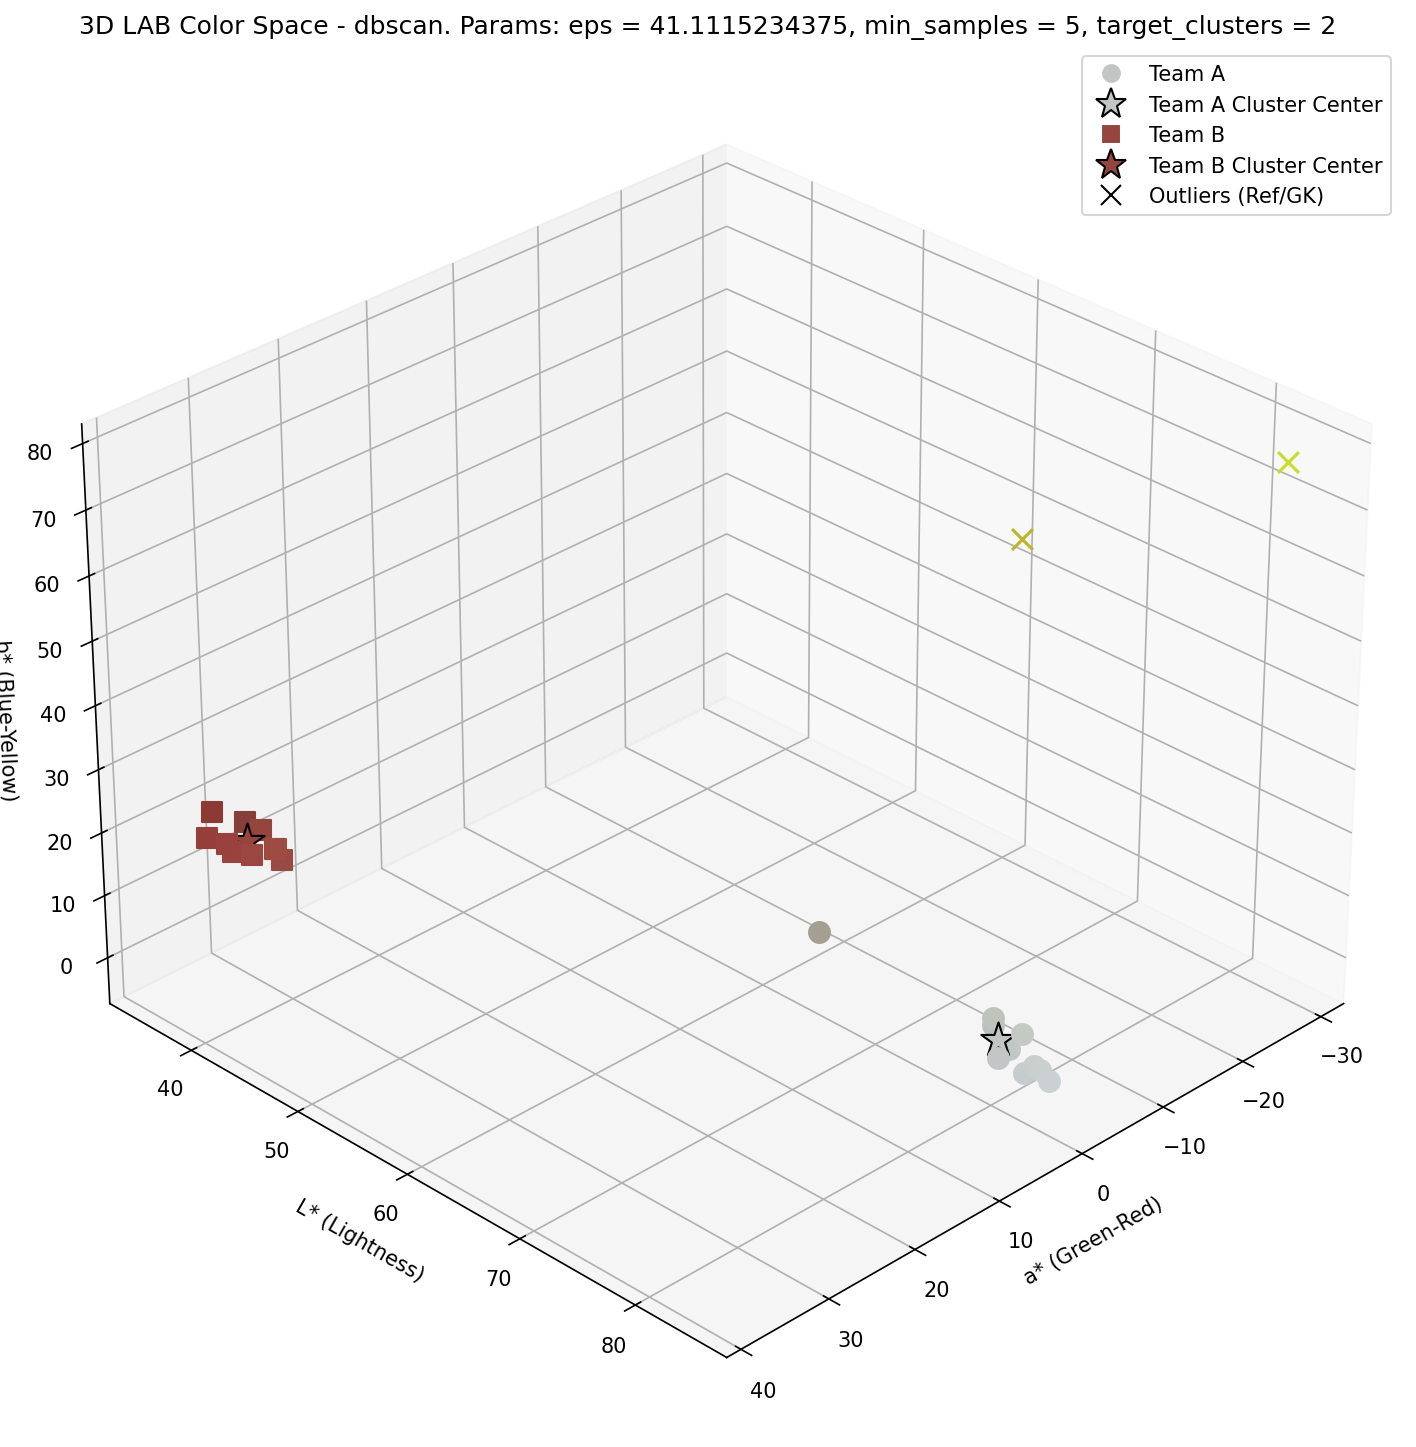 3D LAB Color Space - dbscan. Params: eps = 41.1115234375, min_samples = 5, target_clusters = 2
Team A
Team A Cluster Center
Team B
Team B Cluster Center
Outliers (Ref/GK)
80
70
60
50
40
30
20
10
0
b* (Blue-Yellow)
40
50
60
70
80
L* (Lightness)
−30
−20
−10
0
10
20
30
40
a* (Green-Red)